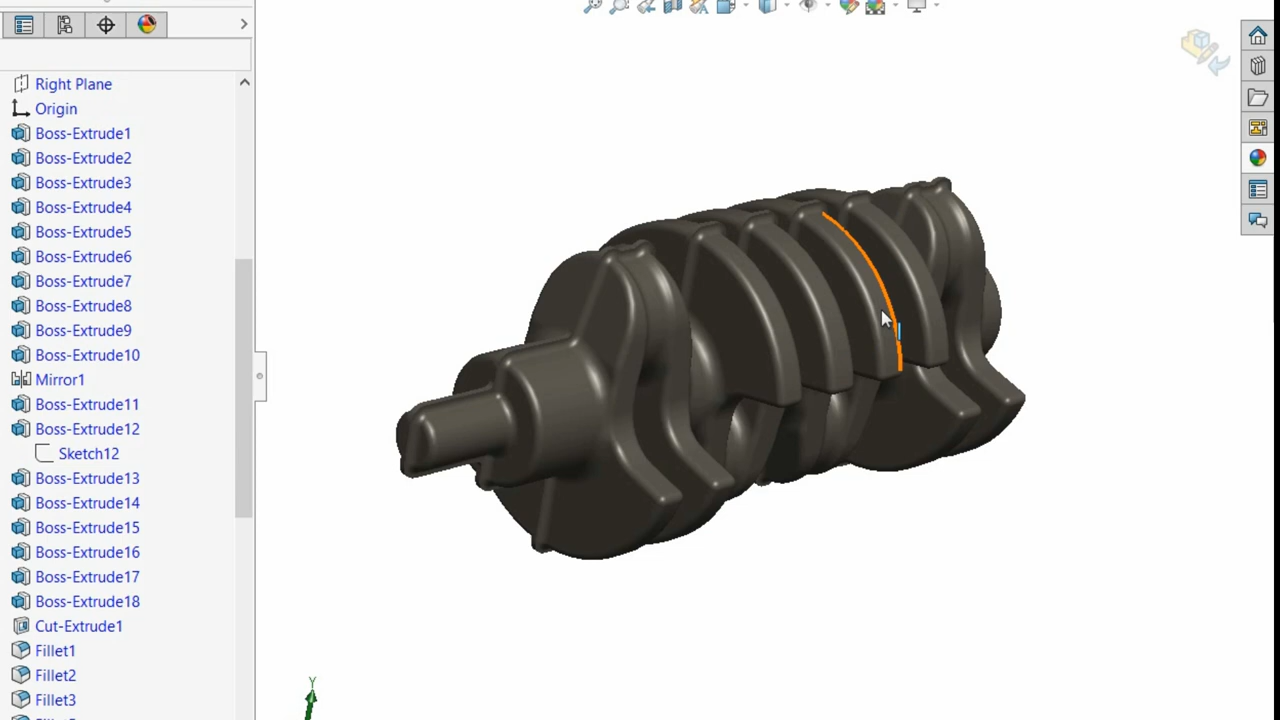 Right Plane
Origin
Boss-Extrude1
Boss-Extrude2
Boss-Extrude3
Boss-Extrude4
Boss-Extrude5
Boss-Extrude6
Boss-Extrude7
Boss-Extrude8
Boss-Extrude9
Boss-Extrude10
Mirror1
Boss-Extrude11
Boss-Extrude12
Sketch12
Boss-Extrude13
Boss-Extrude14
Boss-Extrude15
Boss-Extrude16
Boss-Extrude17
Boss-Extrude18
Cut-Extrude1
Fillet1
Fillet2
Fillet3
Y